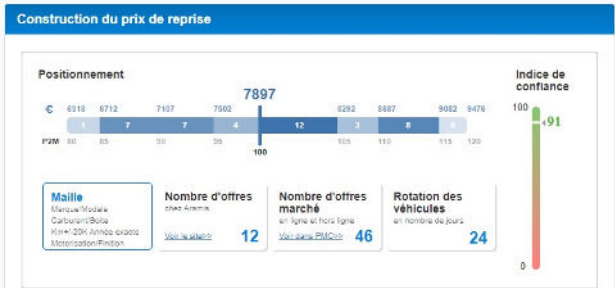 Construction du prix de reprise
Positionnement
Indice de
confiance
7897
€ 6318 6712 7107 7502 8292 8687 9082 9476
1 7 7 4 12 3 8
P2M 80 85 90 95 100 105 110 115 120
100
91
0
Maille
Marque/Modèle
Carburant/Boite
Km+/-20K Année exacte
Motorisation/Finition
Nombre d'offres
chez Aramis
Voir le site>>
12
Nombre d'offres
marché
en ligne et hors ligne
Voir dans PMC>>
46
Rotation des
véhicules
en nombre de jours
24